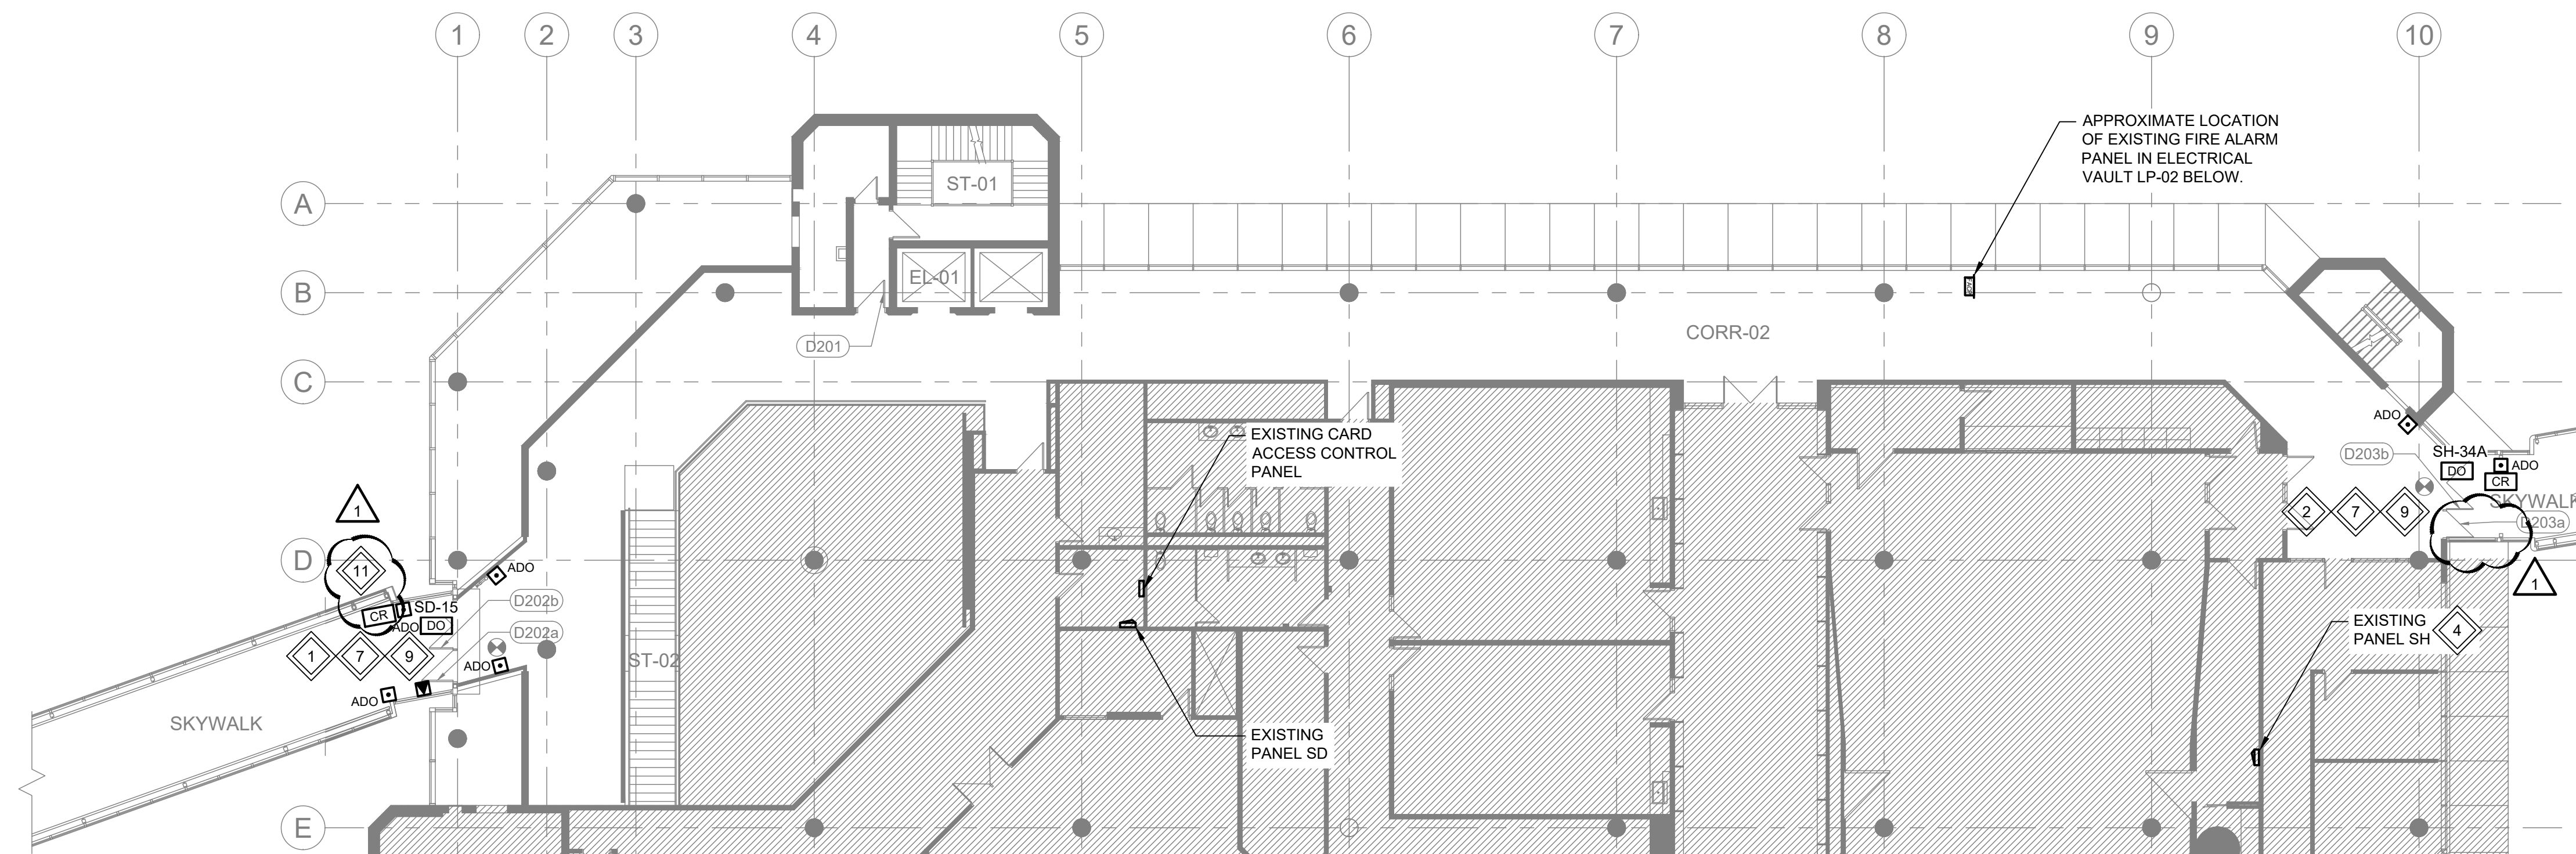 1
2
3
4
5
6
7
8
9
10
A
B
C
D
E
APPROXIMATE LOCATION
OF EXISTING FIRE ALARM
PANEL IN ELECTRICAL
VAULT LP-02 BELOW.
ST-01
EL-01
D201
CORR-02
FACP
EXISTING CARD
ACCESS CONTROL
PANEL
ADO
D203b
SH-34A
DO
ADO
CR
SKYWALK
2
7
9
D203a
1
1
11
ADO
CR
SD-15
ADO
DO
D202b
D202a
1
7
9
ADO
ADO
SKYWALK
ST-02
EXISTING
PANEL SD
EXISTING
PANEL SH
4